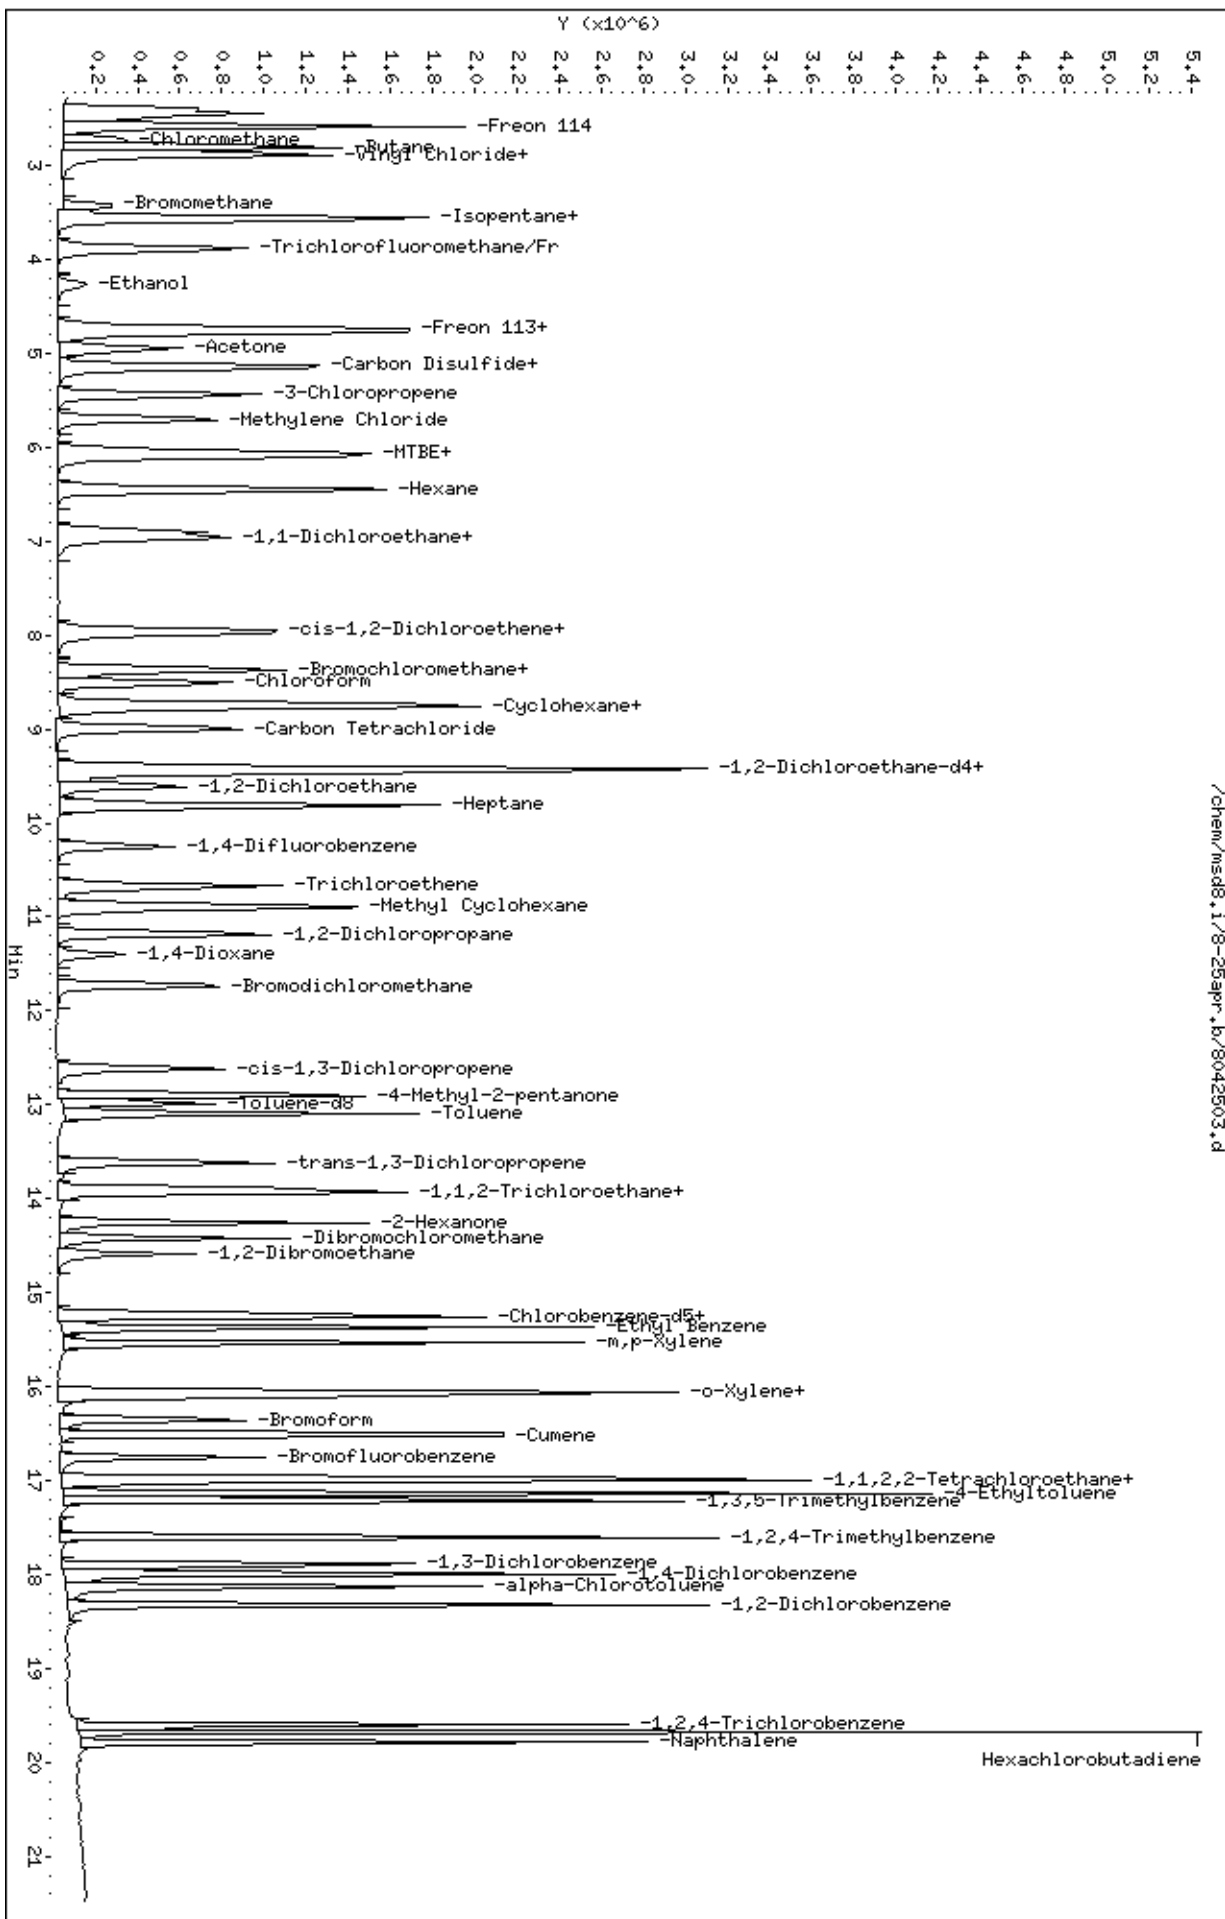 Y (x10^6)
0.2
0.4
0.6
0.8
1.0
1.2
1.4
1.6
1.8
2.0
2.2
2.4
2.6
2.8
3.0
3.2
3.4
3.6
3.8
4.0
4.2
4.4
4.6
4.8
5.0
5.2
5.4
-Freon 114
-Chloromethane
-Butane
-Vinyl Chloride+
-Bromomethane
-Isopentane+
-Trichlorofluoromethane/Fr
-Ethanol
-Freon 113+
-Acetone
-Carbon Disulfide+
-3-Chloropropene
-Methylene Chloride
-MTBE+
-Hexane
-1,1-Dichloroethane+
-cis-1,2-Dichloroethene+
-Bromochloromethane+
-Chloroform
-Cyclohexane+
-Carbon Tetrachloride
-1,2-Dichloroethane-d4+
-1,2-Dichloroethane
-Heptane
-1,4-Difluorobenzene
-Trichloroethene
-Methyl Cyclohexane
-1,2-Dichloropropane
-1,4-Dioxane
-Bromodichloromethane
-cis-1,3-Dichloropropene
-4-Methyl-2-pentanone
-Toluene-d8
-Toluene
-trans-1,3-Dichloropropene
-1,1,2-Trichloroethane+
-2-Hexanone
-Dibromochloromethane
-1,2-Dibromoethane
-Chlorobenzene-d5+
-Ethyl Benzene
-m,p-Xylene
-o-Xylene+
-Bromoform
-Cumene
-Bromofluorobenzene
-1,1,2,2-Tetrachloroethane+
-4-Ethyltoluene
-1,3,5-Trimethylbenzene
-1,2,4-Trimethylbenzene
-1,3-Dichlorobenzene
-1,4-Dichlorobenzene
-alpha-Chlorotoluene
-1,2-Dichlorobenzene
-1,2,4-Trichlorobenzene
-Naphthalene
Hexachlorobutadiene
3
4
5
6
7
8
9
10
11
12
13
14
15
16
17
18
19
20
21
Min
/chem/msd8.i/8-25apr.b/8042503.d